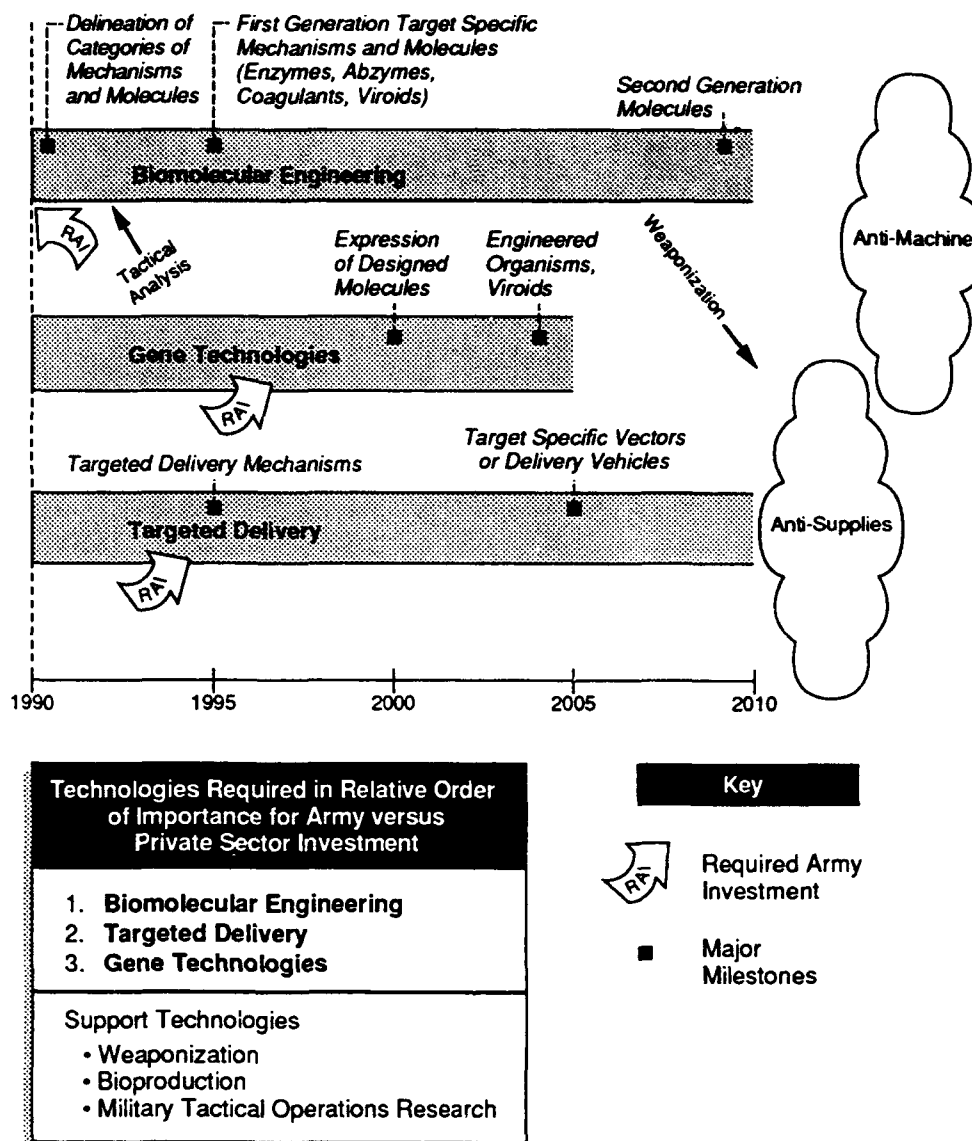 Delineation of
Categories of
Mechanisms
and Molecules
First Generation Target Specific
Mechanisms and Molecules
(Enzymes, Abzymes,
Coagulants, Viroids)
Second Generation
Molecules
Biomolecular Engineering
Anti-Machine
RAI
Tactical
Analysis
Expression
of Designed
Molecules
Engineered
Organisms,
Viroids
Weaponization
Gene Technologies
RAI
Targeted Delivery Mechanisms
Target Specific Vectors
or Delivery Vehicles
Targeted Delivery
Anti-Supplies
RAI
1990 1995 2000 2005 2010
Technologies Required in Relative Order
of Importance for Army versus
Private Sector Investment
1. Biomolecular Engineering
2. Targeted Delivery
3. Gene Technologies
Support Technologies
• Weaponization
• Bioproduction
• Military Tactical Operations Research
Key
RAI
Required Army
Investment
Major
Milestones